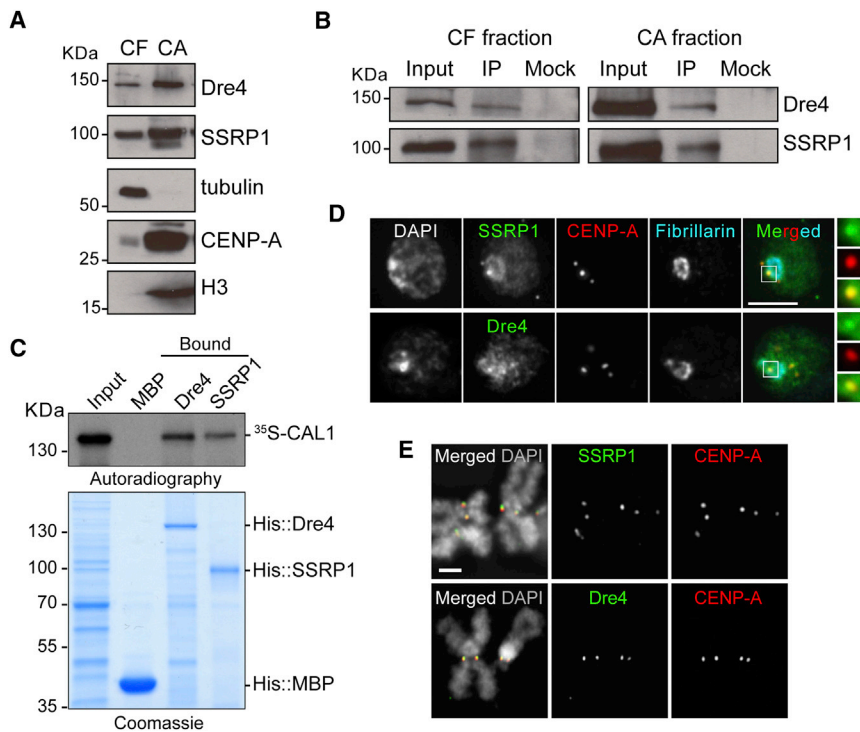 A
KDa
CF CA
150
Dre4
100
SSRP1
tubulin
50
CENP-A
25
H3
15
B
CF fraction
CA fraction
KDa
Input IP Mock
Input IP Mock
150
Dre4
100
SSRP1
C
Bound
Input
MBP
Dre4
SSRP1
KDa
130
35S-CAL1
Autoradiography
130
His::Dre4
100
His::SSRP1
70
55
His::MBP
35
Coomassie
D
DAPI
SSRP1
CENP-A
Fibrillarin
Merged
Dre4
E
Merged DAPI
SSRP1
CENP-A
Merged DAPI
Dre4
CENP-A